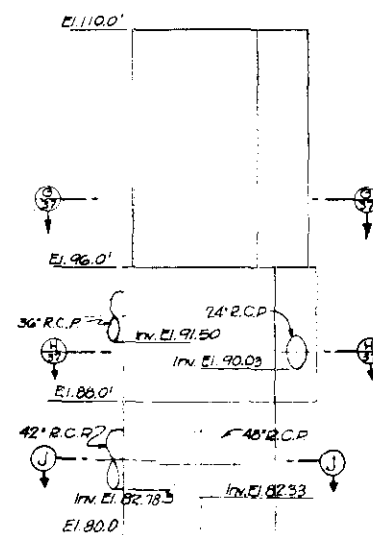 El. 110.0'
G
37
G
37
El. 96.0'
36" R.C.P.
24" R.C.P.
Inv. El. 91.50
H
37
H
37
Inv. El. 90.03
El. 88.0'
42" R.C.P.
48" R.C.P.
J
J
Inv. El. 82.78
Inv. El. 82.33
El. 80.0